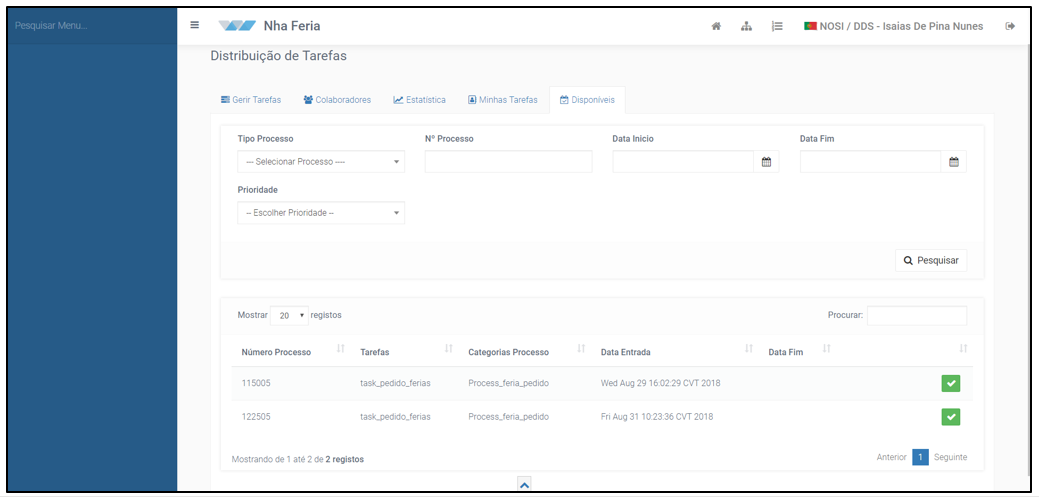 Pesquisar Menu...
Nha Feria
NOSI / DDS - Isaias De Pina Nunes
Distribuição de Tarefas
Gerir Tarefas Colaboradores Estatística Minhas Tarefas Disponíveis
Tipo Processo Nº Processo Data Inicio Data Fim
--- Selecionar Processo ----
Prioridade
-- Escolher Prioridade --
Pesquisar
Mostrar 20 registos Procurar:
Número Processo Tarefas Categorias Processo Data Entrada Data Fim
115005 task_pedido_ferias Process_feria_pedido Wed Aug 29 16:02:29 CVT 2018
122505 task_pedido_ferias Process_feria_pedido Fri Aug 31 10:23:36 CVT 2018
Mostrando de 1 até 2 de 2 registos Anterior 1 Seguinte